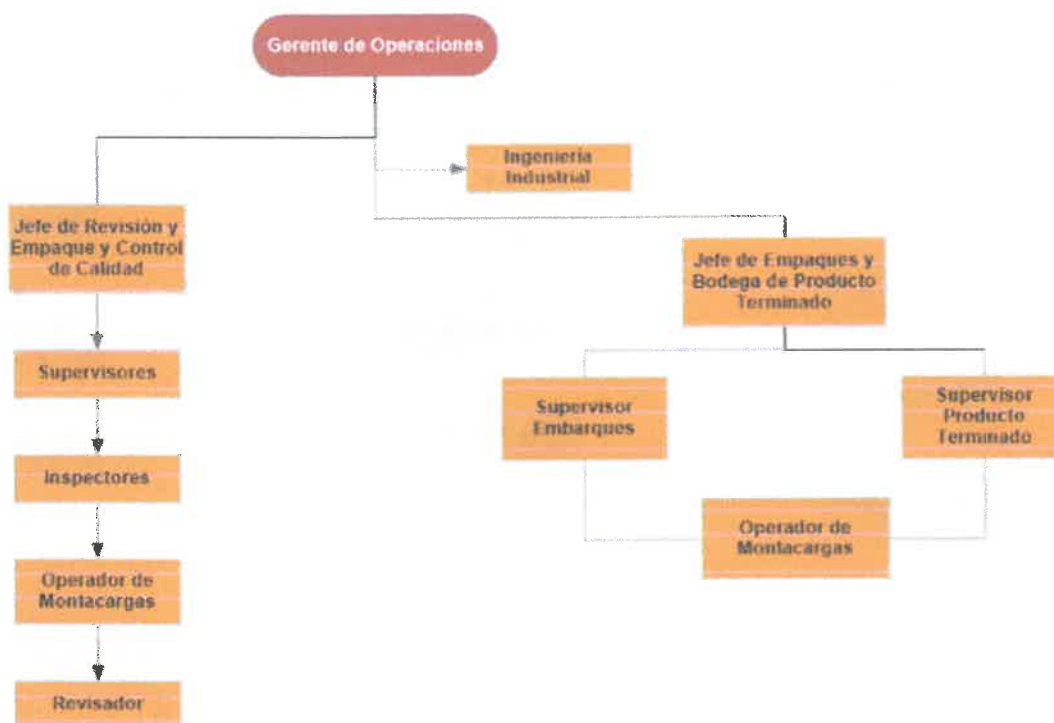 Gerente de Operaciones
Ingeniería
Industrial
Jefe de Revisión y
Empaque y Control
de Calidad
Jefe de Empaques y
Bodega de Producto
Terminado
Supervisores
Supervisor
Embarques
Supervisor
Producto
Terminado
Inspectores
Operador de
Montacargas
Operador de
Montacargas
Revisador